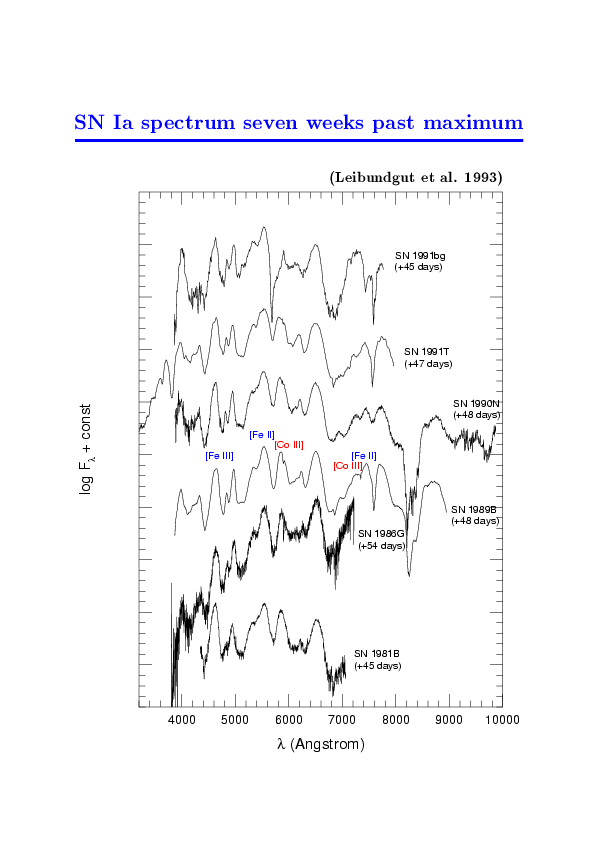 SN Ia spectrum seven weeks past maximum
(Leibundgut et al. 1993)
SN 1991bg
(+45 days)
SN 1991T
(+47 days)
SN 1990N
(+48 days)
[Fe II]
[Co III]
[Fe III]
[Fe II]
[Co III]
SN 1989B
(+48 days)
SN 1986G
(+54 days)
SN 1981B
(+45 days)
log Fλ + const
4000 5000 6000 7000 8000 9000 10000
λ (Angstrom)